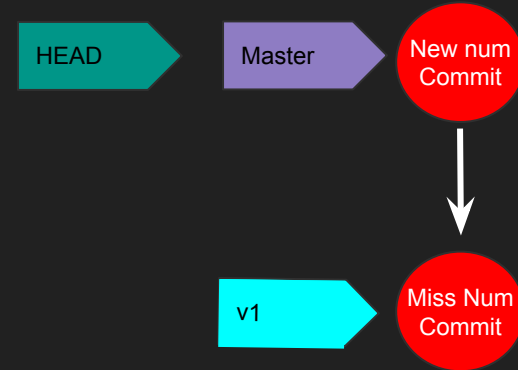 HEAD
Master
New num
Commit
v1
Miss Num
Commit